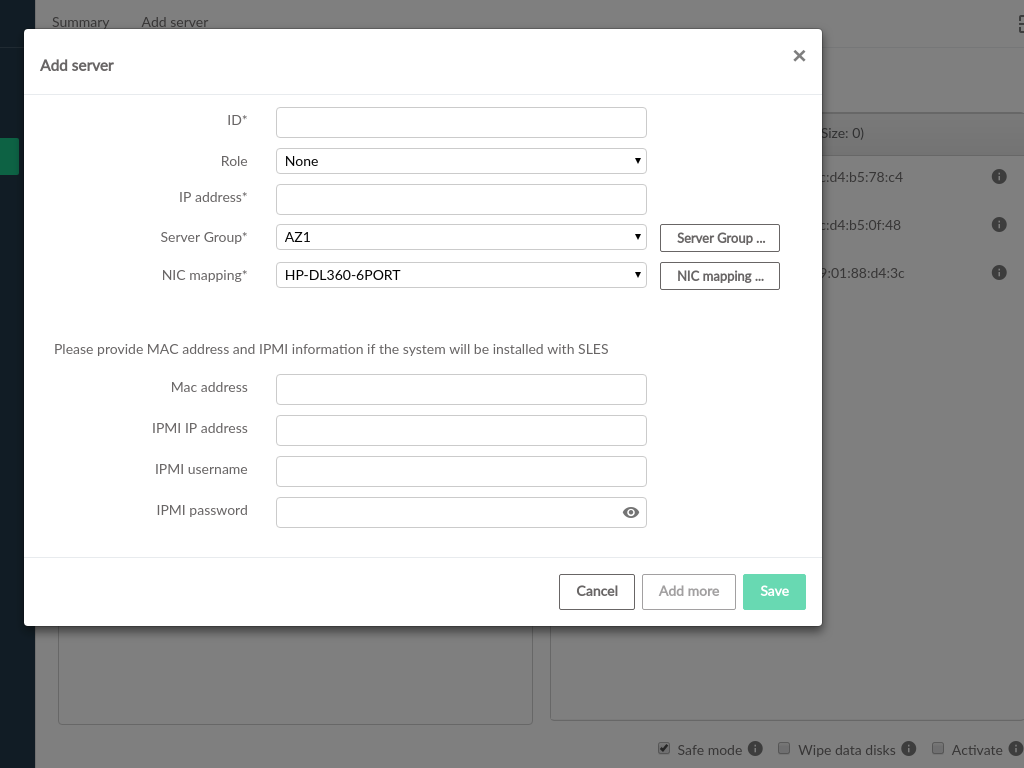 Summary Add server
Add server
×
ID*
Role None
IP address*
Server Group* AZ1 Server Group ...
NIC mapping* HP-DL360-6PORT NIC mapping ...
Size: 0)
:d4:b5:78:c4
:d4:b5:0f:48
:01:88:d4:3c
Please provide MAC address and IPMI information if the system will be installed with SLES
Mac address
IPMI IP address
IPMI username
IPMI password
Cancel Add more Save
Safe mode Wipe data disks Activate